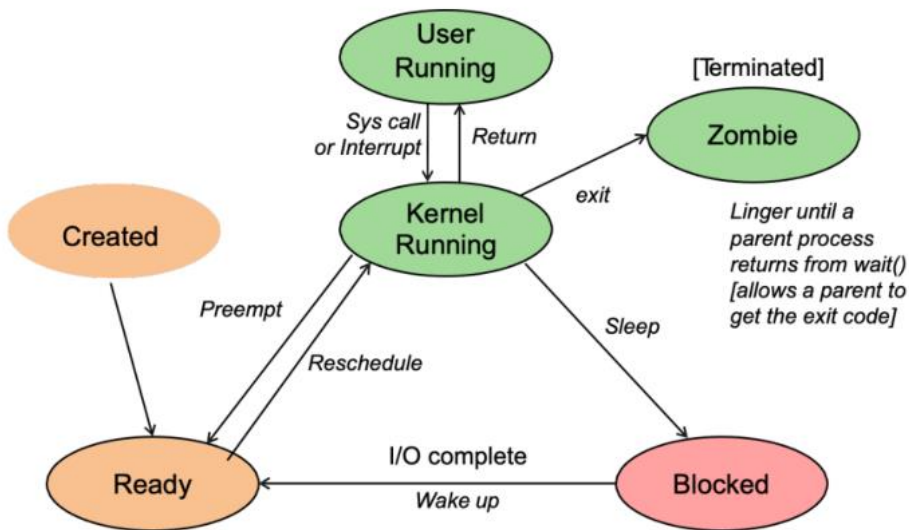 User
Running
[Terminated]
Sys call
or Interrupt
Return
Zombie
exit
Created
Kernel
Running
Linger until a
parent process
returns from wait()
[allows a parent to
get the exit code]
Preempt
Sleep
Reschedule
I/O complete
Ready
Wake up
Blocked